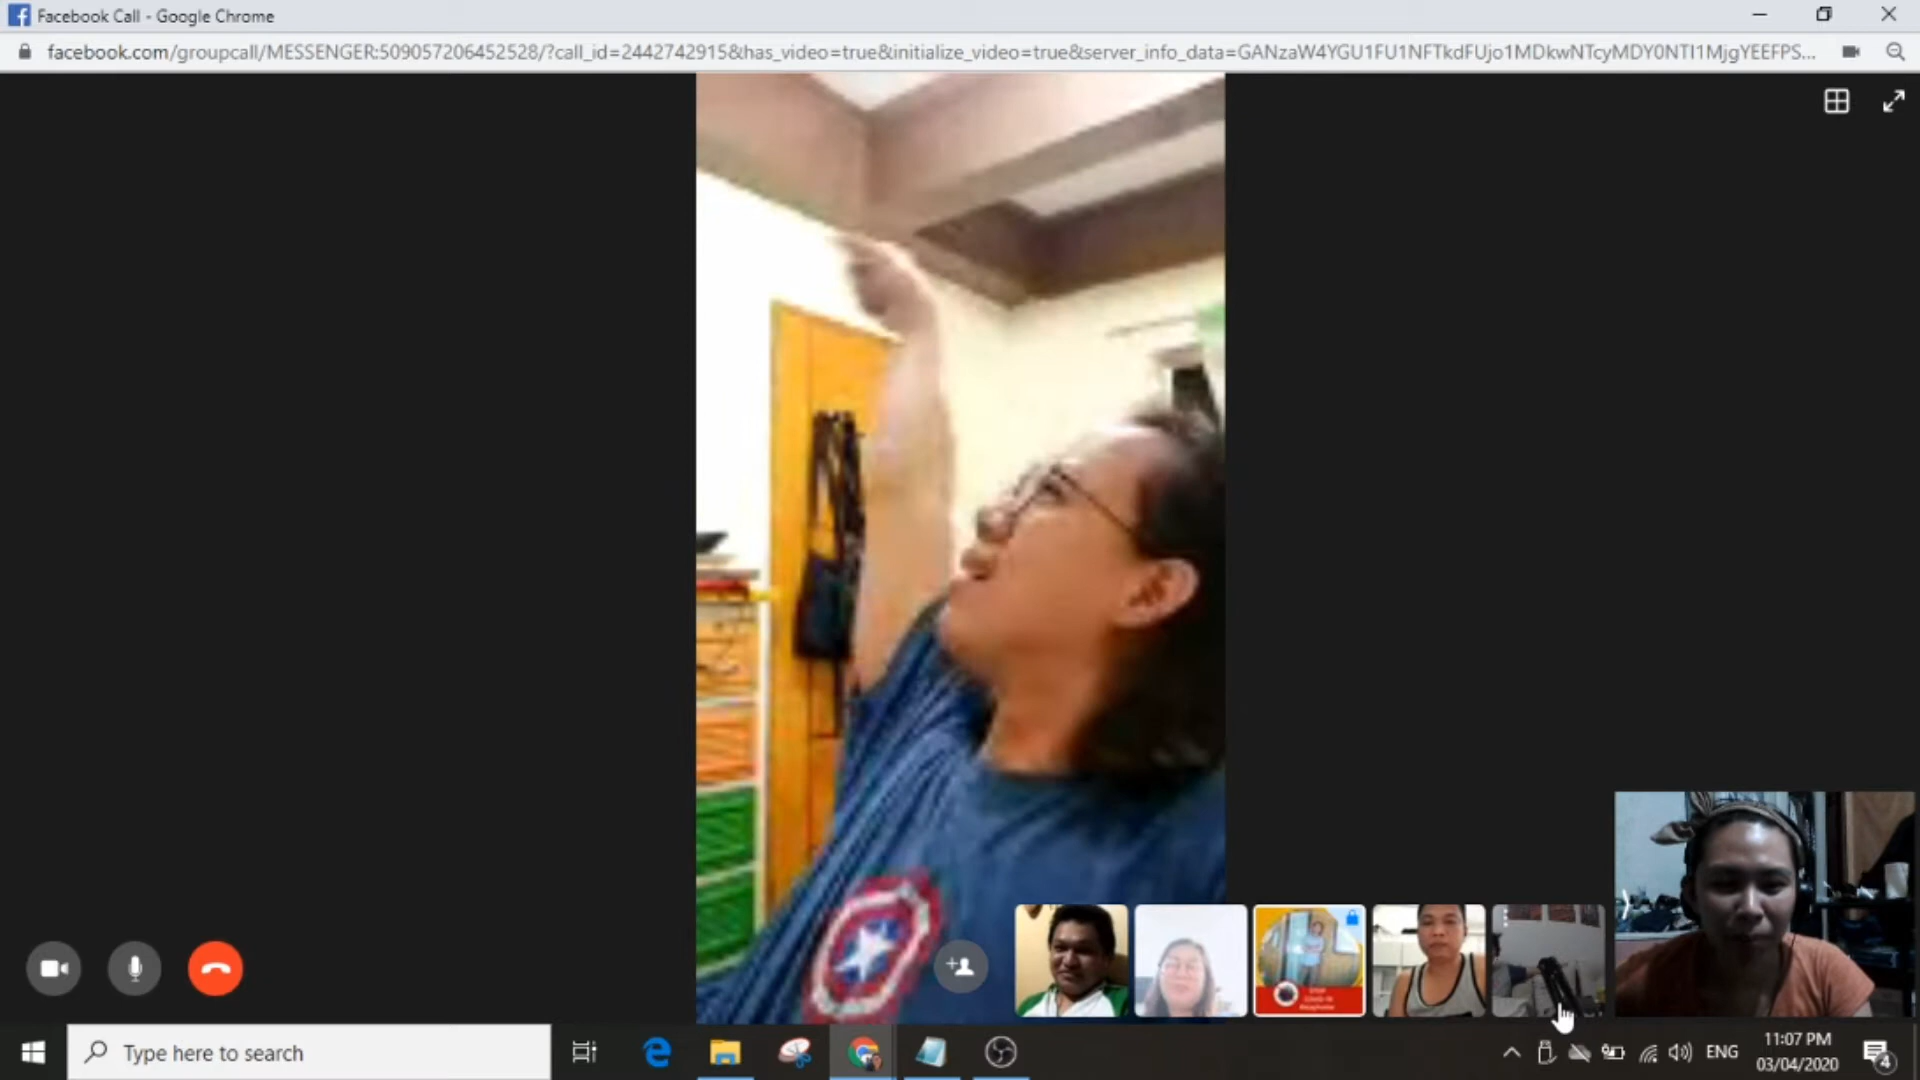 Facebook Call - Google Chrome
facebook.com/groupcall/MESSENGER:509057206452528/?call_id=2442742915&has_video=true&initialize_video=true&server_info_data=GANzaW4YGU1FU1NFTkdFUjo1MDkwNTcyMDY0NTI1MjgYEEFPS...
Type here to search
ENG
11:07 PM
03/04/2020
4